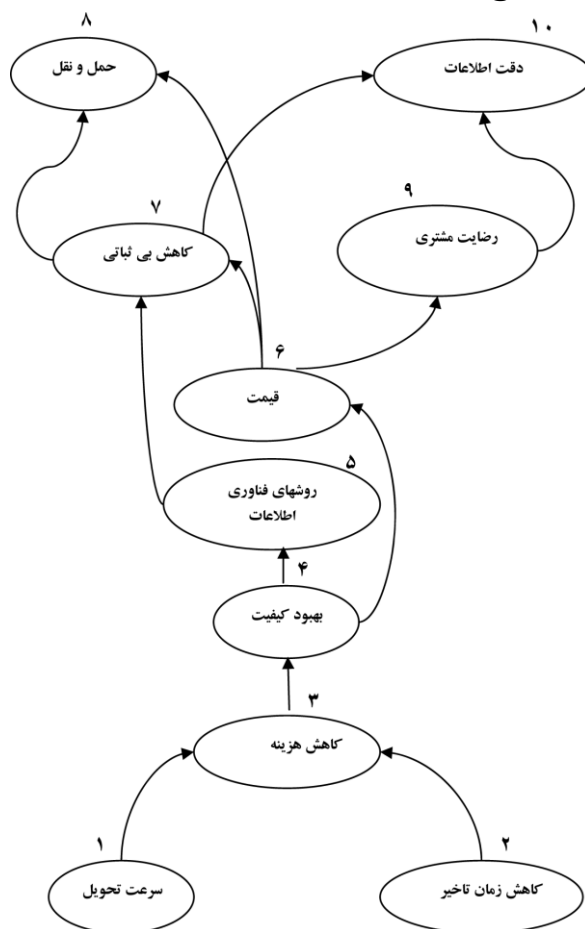 ۸
حمل و نقل
۱۰
دقت اطلاعات
۷
کاهش بی ثباتی
۹
رضایت مشتری
۶
قیمت
۵
روشهای فناوری
اطلاعات
۴
بهبود کیفیت
۳
کاهش هزینه
۱
سرعت تحویل
۲
کاهش زمان تاخیر